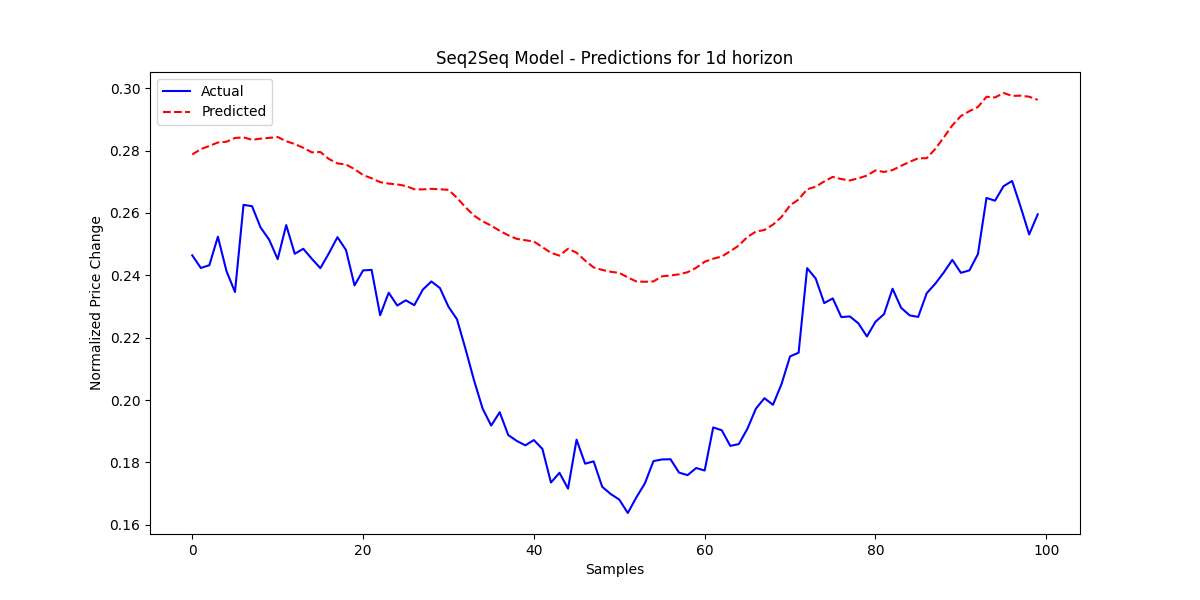 Seq2Seq Model - Predictions for 1d horizon
Actual
Predicted
Normalized Price Change
0.30
0.28
0.26
0.24
0.22
0.20
0.18
0.16
0
20
40
60
80
100
Samples